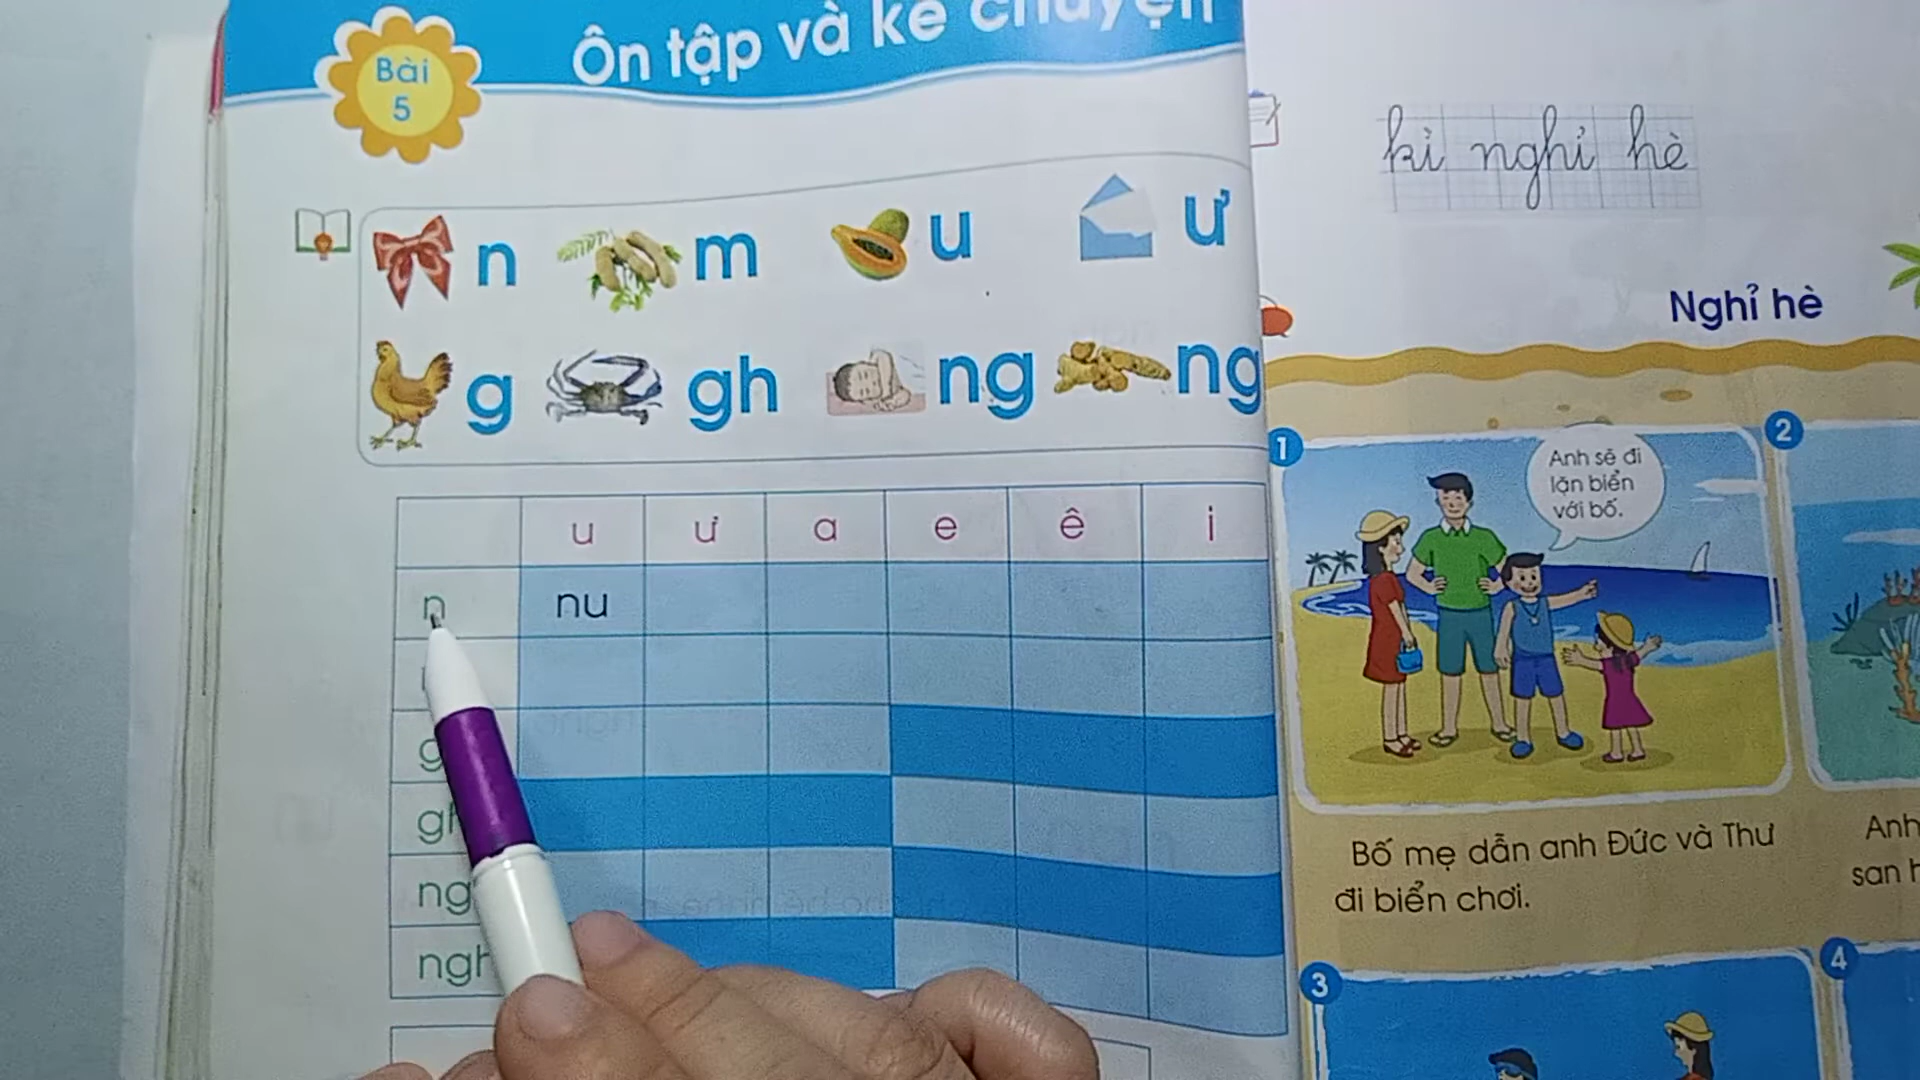 Bài
5
Ôn tập và kể chuyện
n m u ư
g gh ng ng
u ư a e ê i
n nu
g
gh
ng
ngh
kì nghỉ hè
Nghỉ hè
1
Anh sẽ đi
lặn biển
với bố.
2
Bố mẹ dẫn anh Đức và Thư
đi biển chơi.
Anh
san
3
4